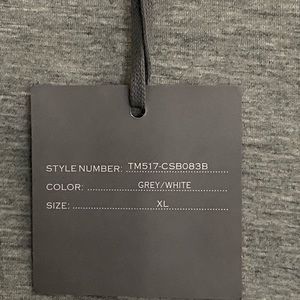 STYLE NUMBER: TM517-CSB083B
COLOR: GREY/WHITE
SIZE: XL